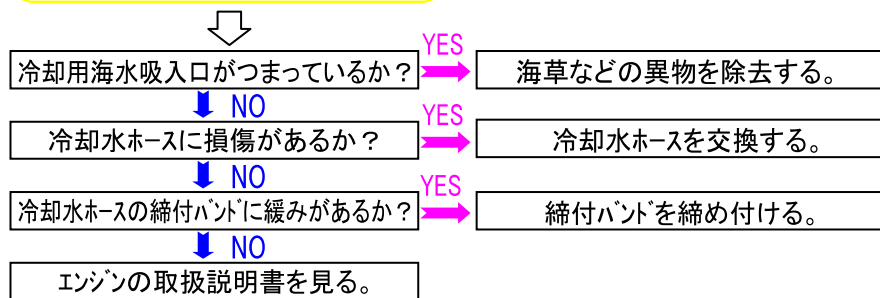 YES
冷却用海水吸入口がつまっているか？
海草などの異物を除去する。
NO
YES
冷却水ﾎｰｽに損傷があるか？
冷却水ﾎｰｽを交換する。
NO
YES
冷却水ﾎｰｽの締付ﾊﾞﾝﾄﾞに緩みがあるか？
締付ﾊﾞﾝﾄﾞを締め付ける。
NO
ｴﾝｼﾞﾝの取扱説明書を見る。